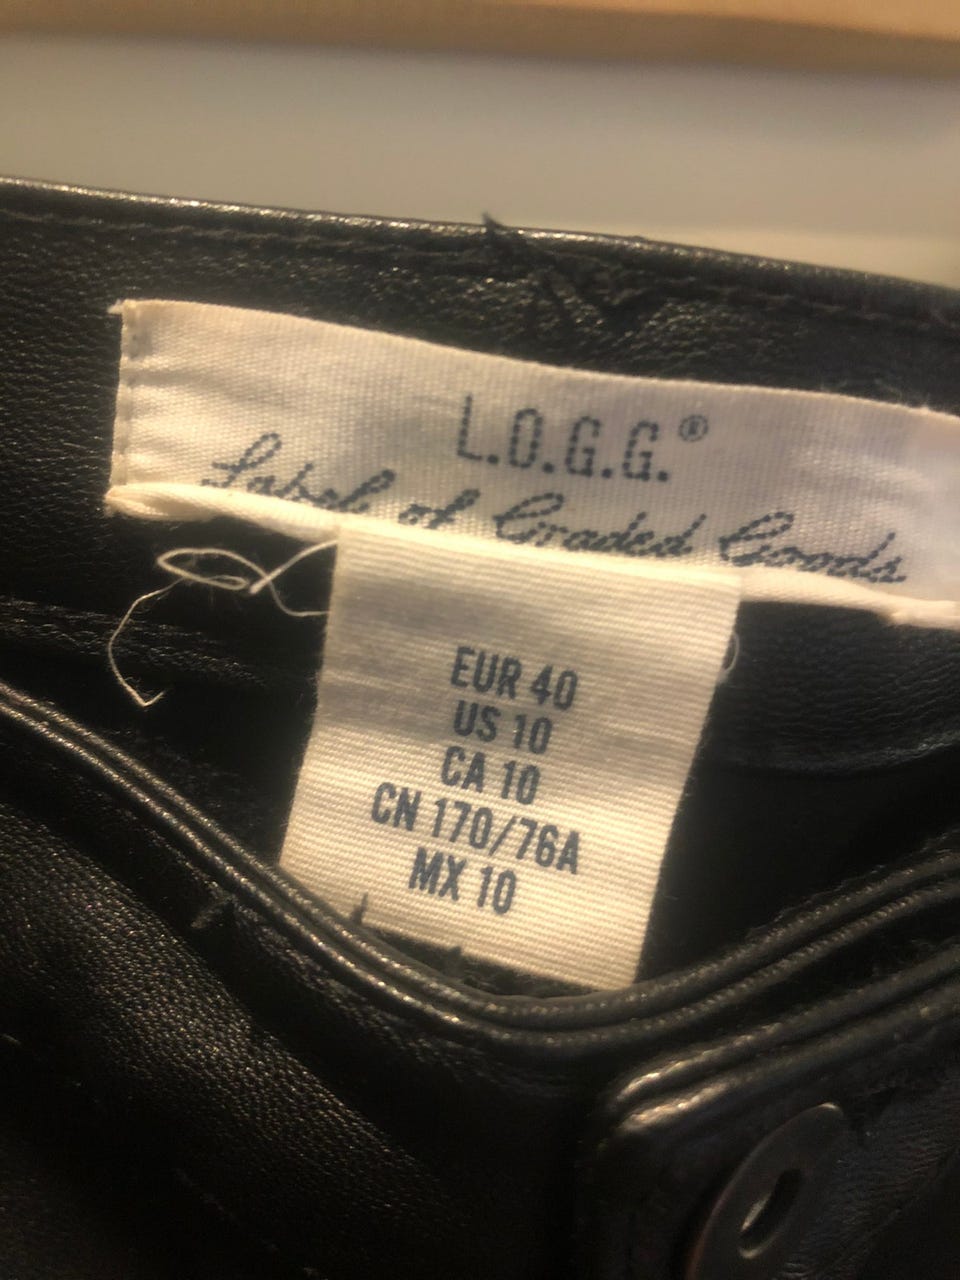 L.O.G.G.®
Label of Graded Goods
EUR 40
US 10
CA 10
CN 170/76A
MX 10